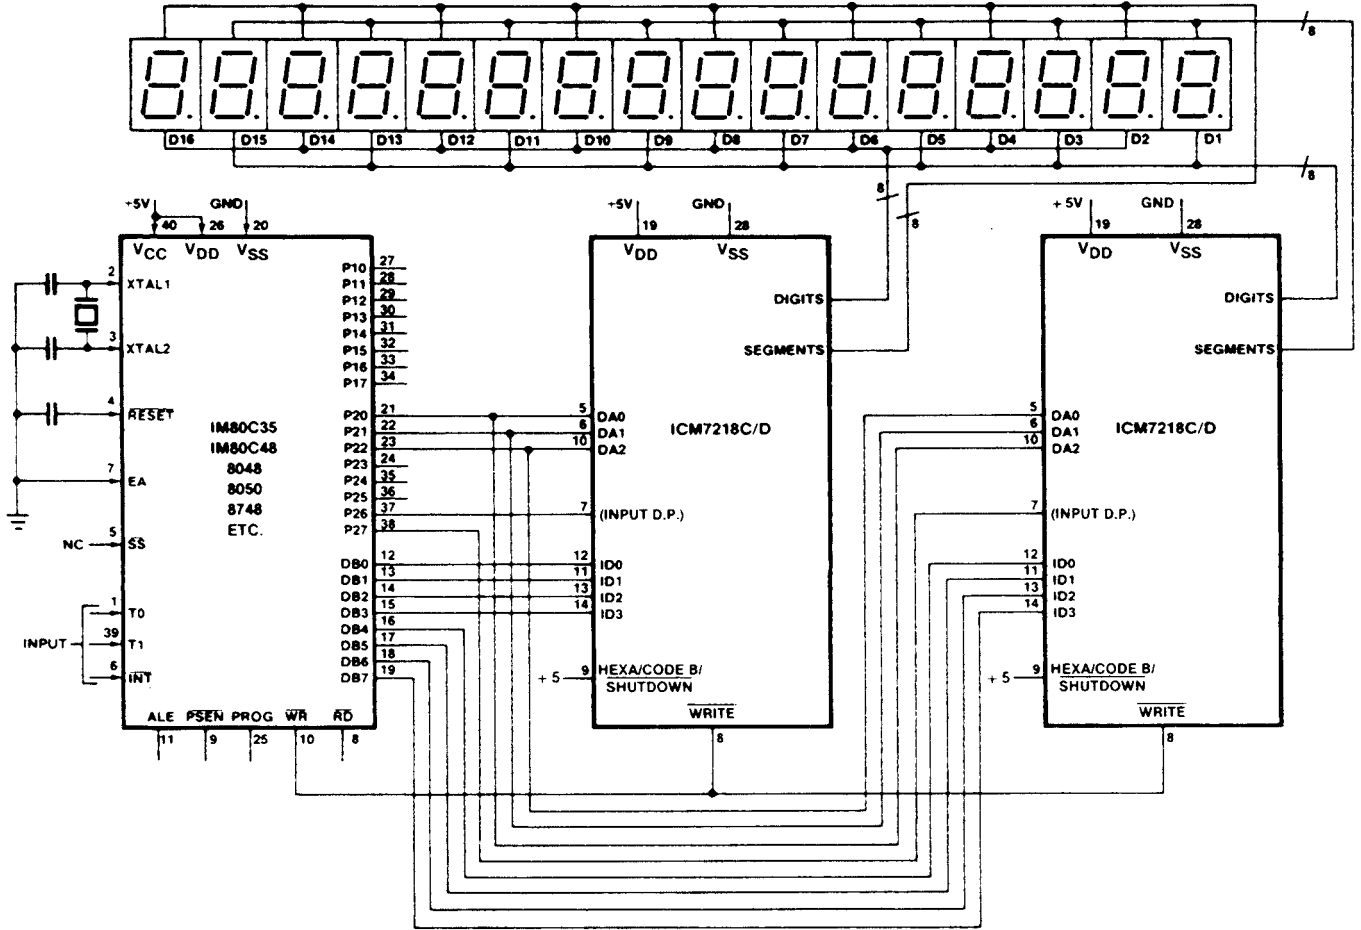 8
D16 D15 D14 D13 D12 D11 D10 D9 D8 D7 D6 D5 D4 D3 D2 D1
8
8
8
+5V
GND
40 26 20
VCC VDD VSS
2 XTAL1
3 XTAL2
4 RESET
7 EA
NC 5 SS
INPUT
1 T0
39 T1
6 INT
IM80C35
IM80C48
8048
8050
8748
ETC.
P10 27
P11 28
P12 29
P13 30
P14 31
P15 32
P16 33
P17 34
P20 21
P21 22
P22 23
P23 24
P24 35
P25 36
P26 37
P27 38
DB0 12
DB1 13
DB2 14
DB3 15
DB4 16
DB5 17
DB6 18
DB7 19
ALE PSEN PROG WR RD
11 9 25 10 8
+5V GND
19 28
VDD VSS
DIGITS
SEGMENTS
ICM7218C/D
5 DA0
6 DA1
10 DA2
7 (INPUT D.P.)
12 ID0
11 ID1
13 ID2
14 ID3
+ 5 9 HEXA/CODE B/
SHUTDOWN
WRITE
8
+ 5V GND
19 28
VDD VSS
DIGITS
SEGMENTS
ICM7218C/D
5 DA0
6 DA1
10 DA2
7 (INPUT D.P.)
12 ID0
11 ID1
13 ID2
14 ID3
+ 5 9 HEXA/CODE B/
SHUTDOWN
WRITE
8